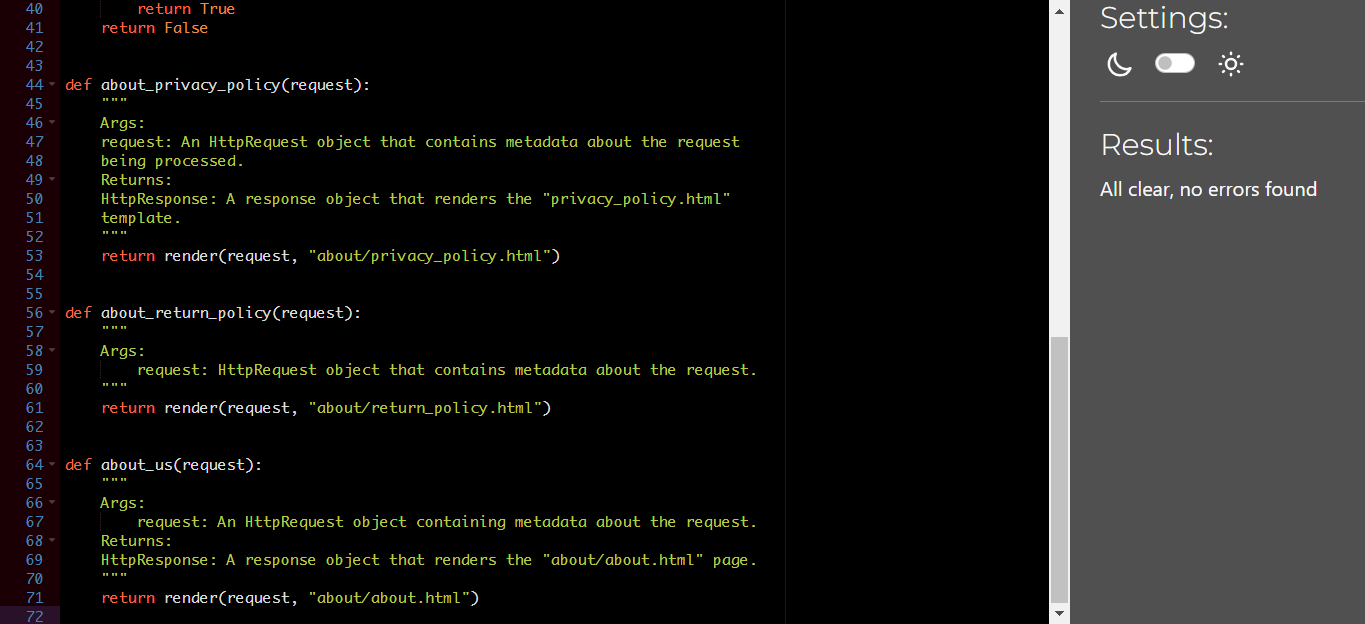 40 return True
41 return False
42
43
44 def about_privacy_policy(request):
45 """
46 Args:
47 request: An HttpRequest object that contains metadata about the request
48 being processed.
49 Returns:
50 HttpResponse: A response object that renders the "privacy_policy.html"
51 template.
52 """
53 return render(request, "about/privacy_policy.html")
54
55
56 def about_return_policy(request):
57 """
58 Args:
59 request: HttpRequest object that contains metadata about the request.
60 """
61 return render(request, "about/return_policy.html")
62
63
64 def about_us(request):
65 """
66 Args:
67 request: An HttpRequest object containing metadata about the request.
68 Returns:
69 HttpResponse: A response object that renders the "about/about.html" page.
70 """
71 return render(request, "about/about.html")
72
Settings:
Results:
All clear, no errors found